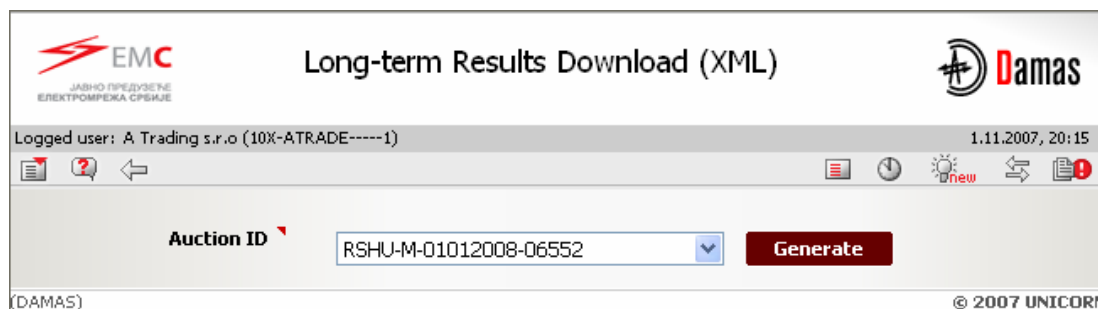 EMC
ЈАВНО ПРЕДУЗЕЋЕ
ЕЛЕКТРОМРЕЖА СРБИЈЕ
Long-term Results Download (XML)
Damas
Logged user: A Trading s.r.o (10X-ATRADE-----1)
1.11.2007, 20:15
new
Auction ID
RSHU-M-01012008-06552
Generate
(DAMAS)
© 2007 UNICORN